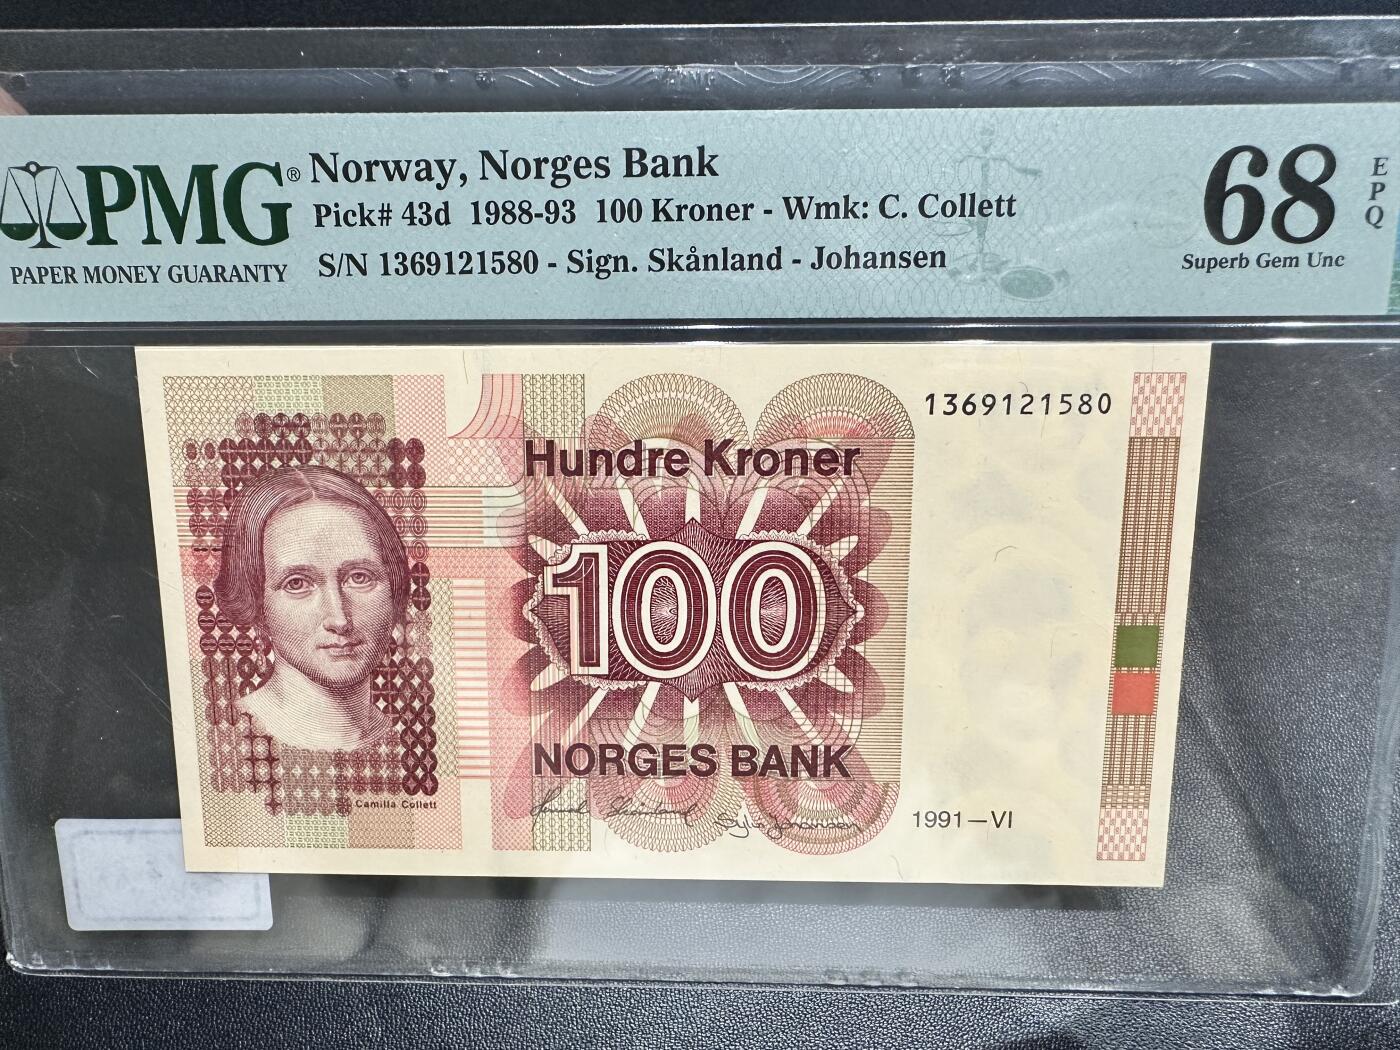 PMG®
PAPER MONEY GUARANTY
Norway, Norges Bank
Pick# 43d 1988-93 100 Kroner - Wmk: C. Collett
S/N 1369121580 - Sign. Skånland - Johansen
68
EPQ
Superb Gem Unc
1369121580
Hundre Kroner
100
NORGES BANK
Camilla Collett
1991—VI